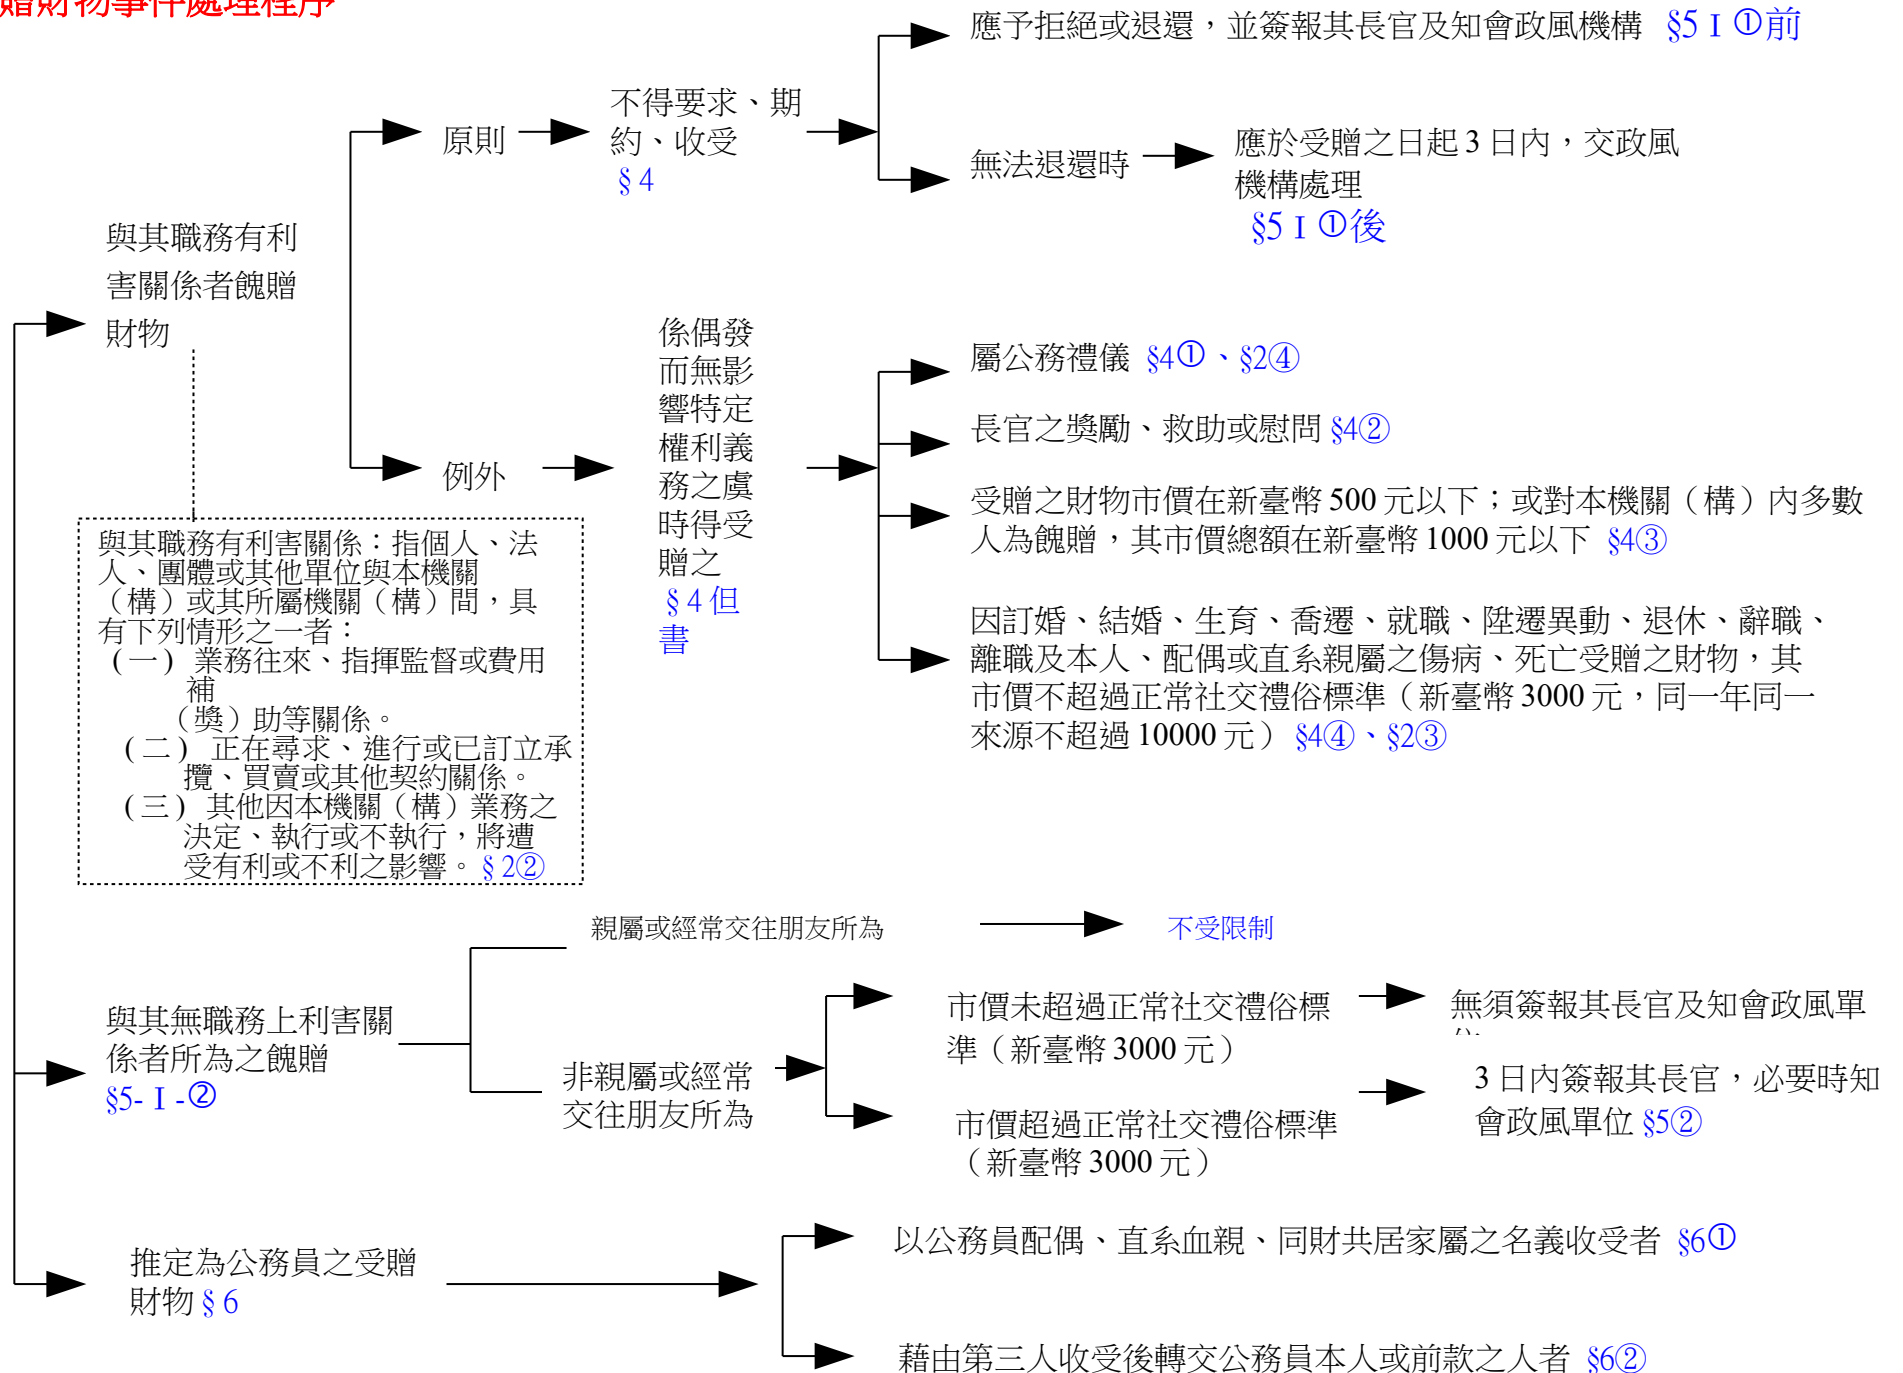 贈財物事件處理程序
應予拒絕或退還，並簽報其長官及知會政風機構 §5 I ①前
原則
不得要求、期
約、收受
§4
無法退還時
應於受贈之日起 3 日內，交政風
機構處理
§5 I ①後
與其職務有利
害關係者餽贈
財物
例外
係偶發
而無影
響特定
權利義
務之虞
時得受
贈之
§4 但
書
屬公務禮儀 §4①、§2④
長官之獎勵、救助或慰問 §4②
受贈之財物市價在新臺幣 500 元以下；或對本機關（構）內多數
人為餽贈，其市價總額在新臺幣 1000 元以下 §4③
因訂婚、結婚、生育、喬遷、就職、陞遷異動、退休、辭職、
離職及本人、配偶或直系親屬之傷病、死亡受贈之財物，其
市價不超過正常社交禮俗標準（新臺幣 3000 元，同一年同一
來源不超過 10000 元） §4④、§2③
與其職務有利害關係：指個人、法
人、團體或其他單位與本機關
（構）或其所屬機關（構）間，具
有下列情形之一者：
(一) 業務往來、指揮監督或費用
補
（獎）助等關係。
(二) 正在尋求、進行或已訂立承
攬、買賣或其他契約關係。
(三) 其他因本機關（構）業務之
決定、執行或不執行，將遭
受有利或不利之影響。§2②
親屬或經常交往朋友所為
不受限制
與其無職務上利害關
係者所為之餽贈
§5- I -②
非親屬或經常
交往朋友所為
市價未超過正常社交禮俗標
準（新臺幣 3000 元）
無須簽報其長官及知會政風單
市價超過正常社交禮俗標準
（新臺幣 3000 元）
3 日內簽報其長官，必要時知
會政風單位 §5②
推定為公務員之受贈
財物 §6
以公務員配偶、直系血親、同財共居家屬之名義收受者 §6①
藉由第三人收受後轉交公務員本人或前款之人者 §6②